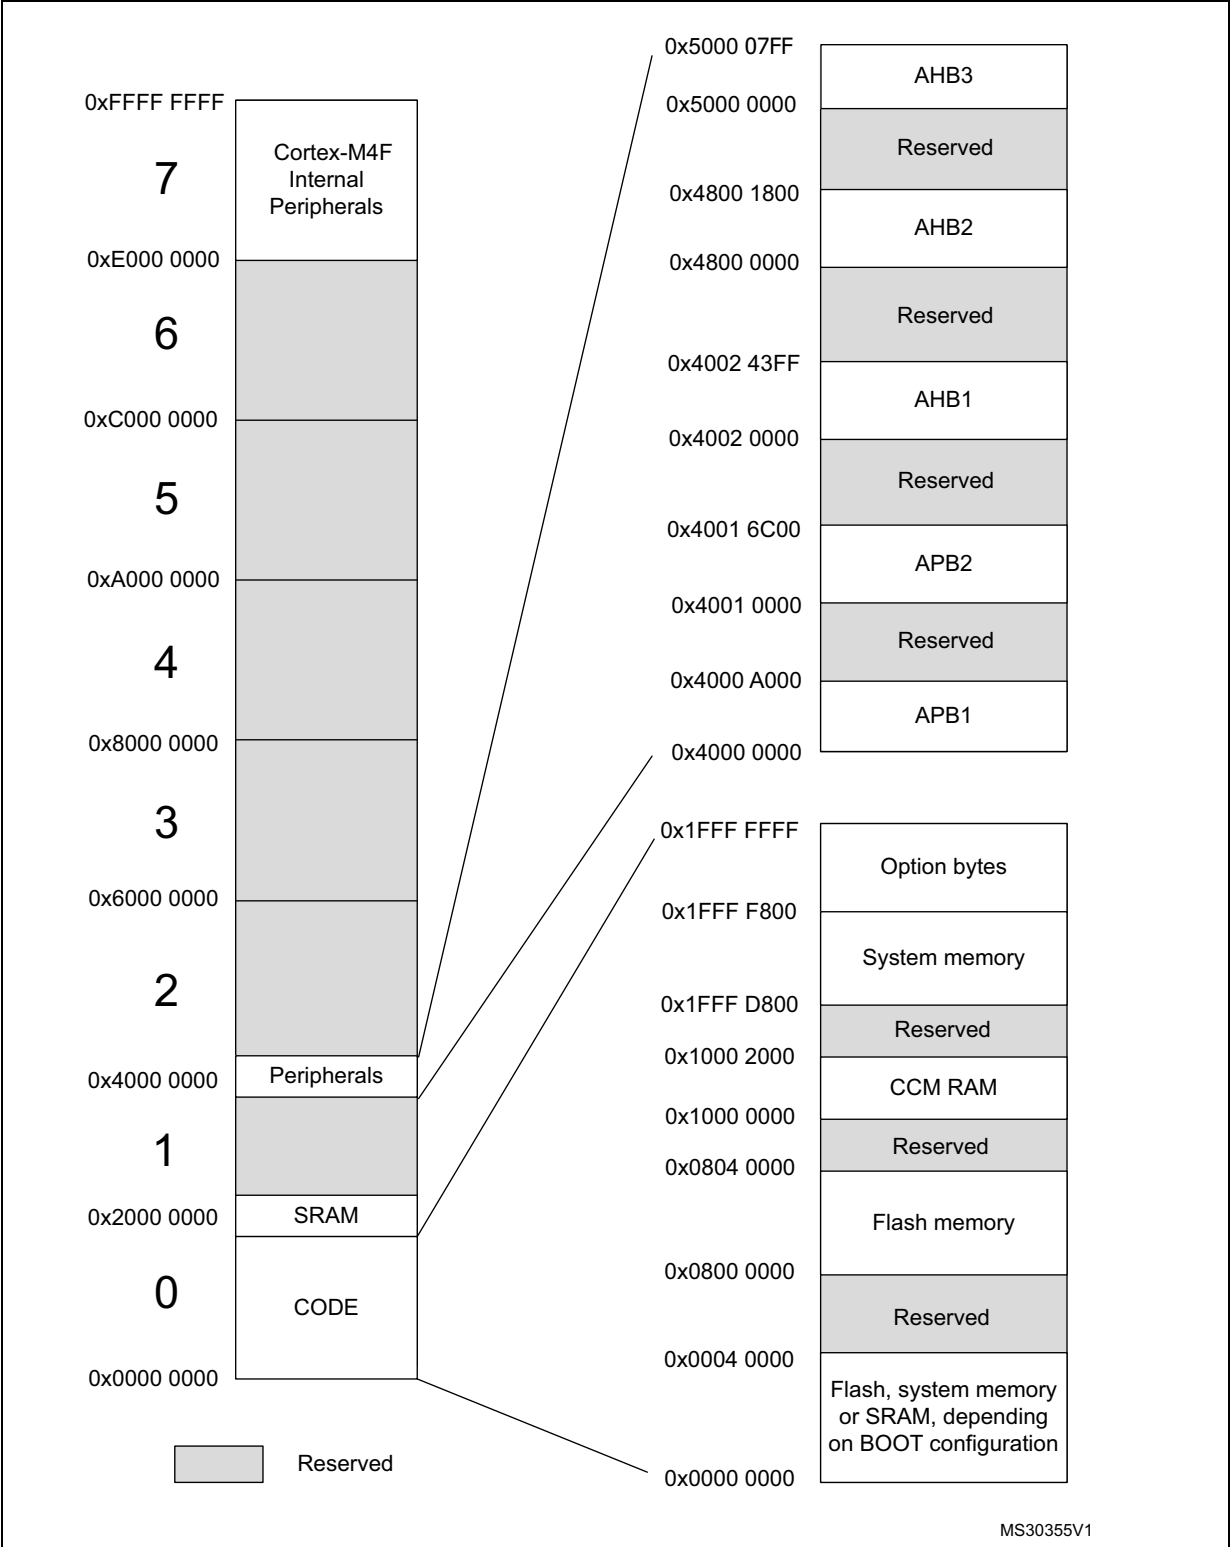 0xFFFF FFFF
7
Cortex-M4F
Internal
Peripherals
0xE000 0000
6
0xC000 0000
5
0xA000 0000
4
0x8000 0000
3
0x6000 0000
2
0x4000 0000
Peripherals
1
0x2000 0000
SRAM
0
CODE
0x0000 0000
Reserved
0x5000 07FF
AHB3
0x5000 0000
Reserved
0x4800 1800
AHB2
0x4800 0000
Reserved
0x4002 43FF
AHB1
0x4002 0000
Reserved
0x4001 6C00
APB2
0x4001 0000
Reserved
0x4000 A000
APB1
0x4000 0000
0x1FFF FFFF
Option bytes
0x1FFF F800
System memory
0x1FFF D800
Reserved
0x1000 2000
CCM RAM
0x1000 0000
Reserved
0x0804 0000
Flash memory
0x0800 0000
Reserved
0x0004 0000
Flash, system memory
or SRAM, depending
on BOOT configuration
0x0000 0000
MS30355V1